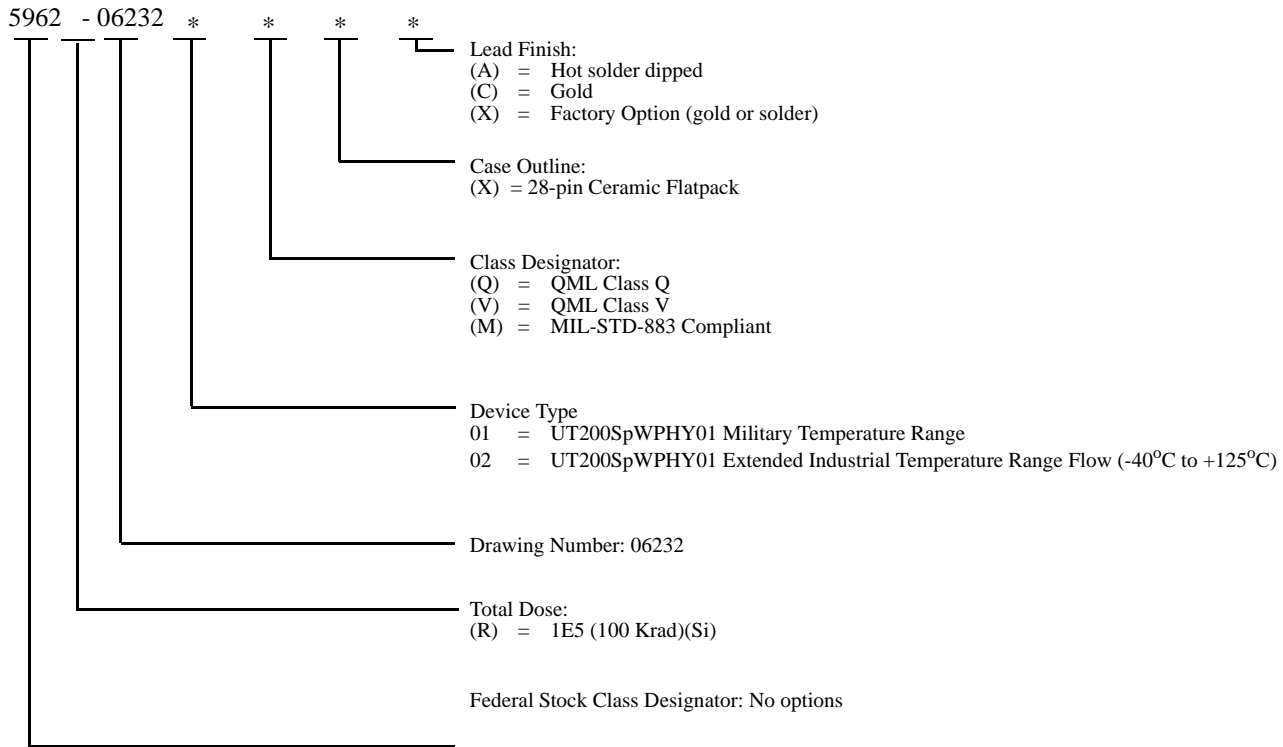 5962 - 06232 * * * *
Lead Finish:
(A) = Hot solder dipped
(C) = Gold
(X) = Factory Option (gold or solder)
Case Outline:
(X) = 28-pin Ceramic Flatpack
Class Designator:
(Q) = QML Class Q
(V) = QML Class V
(M) = MIL-STD-883 Compliant
Device Type
01 = UT200SpWPHY01 Military Temperature Range
02 = UT200SpWPHY01 Extended Industrial Temperature Range Flow (-40°C to +125°C)
Drawing Number: 06232
Total Dose:
(R) = 1E5 (100 Krad)(Si)
Federal Stock Class Designator: No options